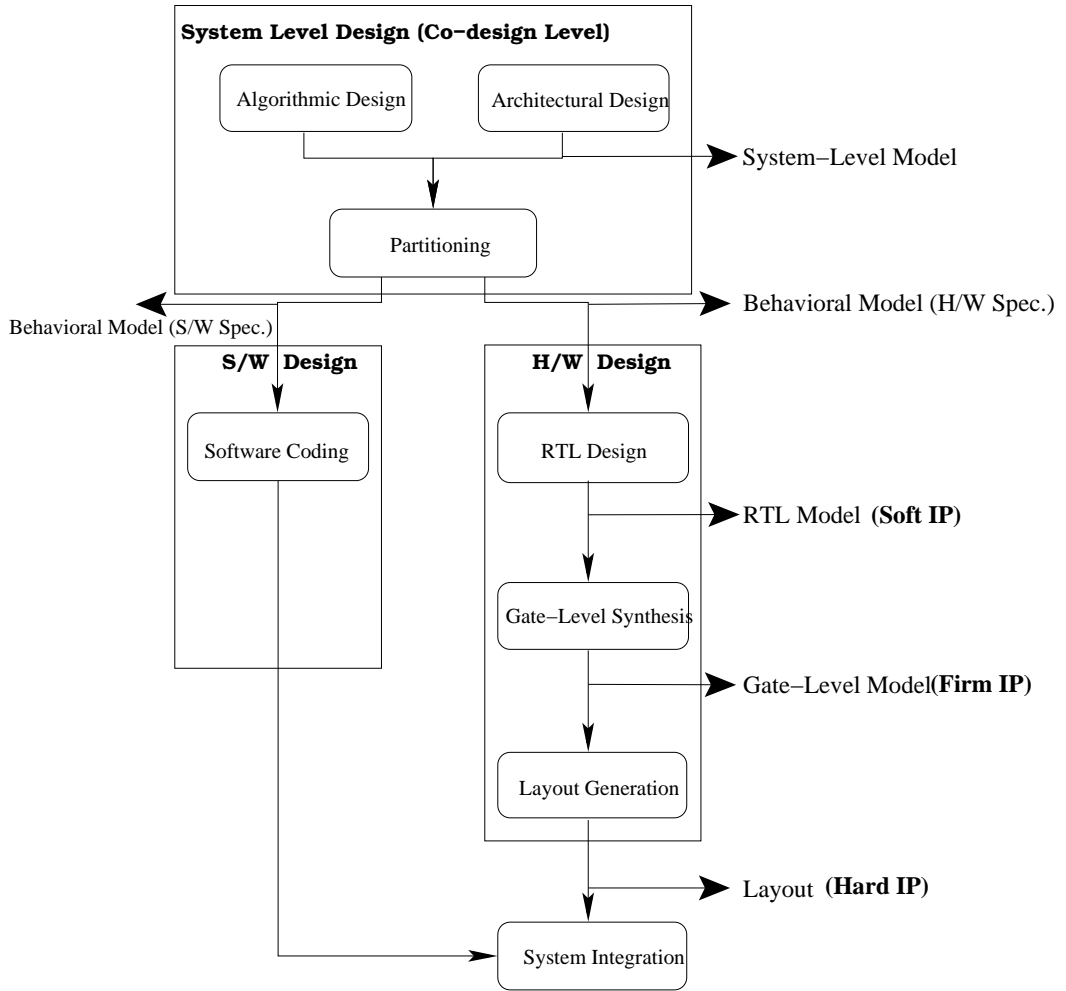 System Level Design (Co-design Level)
Algorithmic Design
Architectural Design
System−Level Model
Partitioning
Behavioral Model (S/W Spec.)
Behavioral Model (H/W Spec.)
S/W Design
H/W Design
Software Coding
RTL Design
RTL Model (Soft IP)
Gate−Level Synthesis
Gate−Level Model(Firm IP)
Layout Generation
Layout (Hard IP)
System Integration